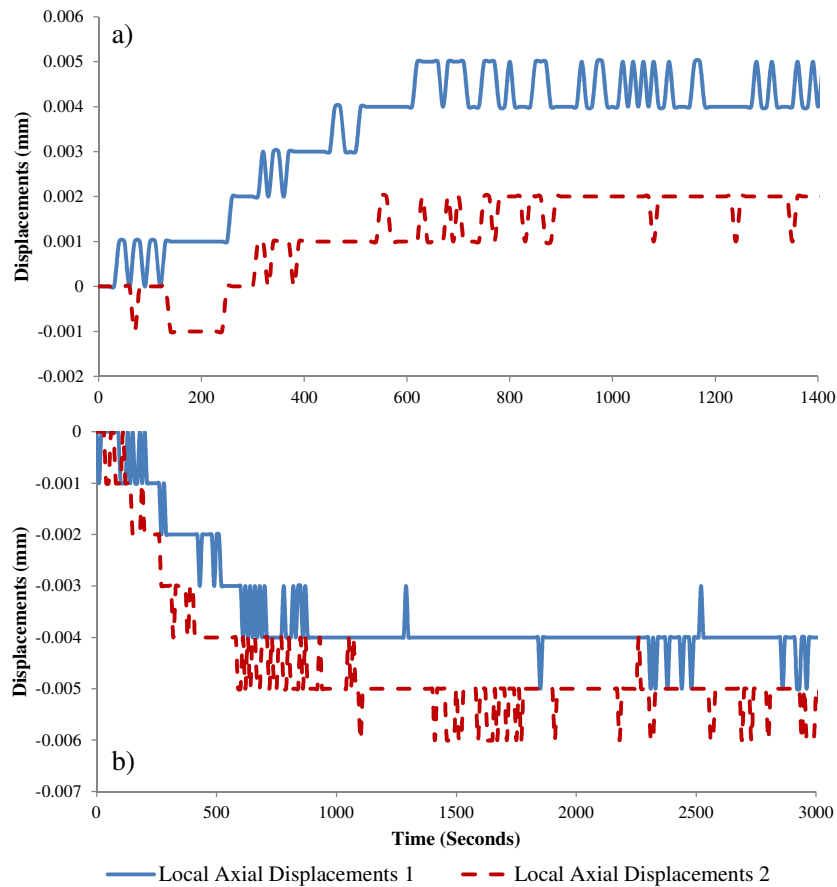 a)
Displacements (mm)
0.006
0.005
0.004
0.003
0.002
0.001
0
-0.001
-0.002
0 200 400 600 800 1000 1200 1400
b)
Displacements (mm)
0
-0.001
-0.002
-0.003
-0.004
-0.005
-0.006
-0.007
0 500 1000 1500 2000 2500 3000
Time (Seconds)
Local Axial Displacements 1 Local Axial Displacements 2